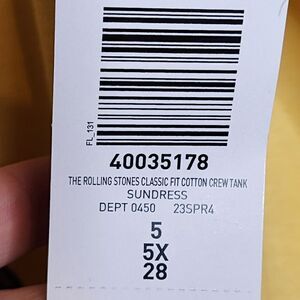 FL_131
40035178
THE ROLLING STONES CLASSIC FIT COTTON CREW TANK
SUNDRESS
DEPT 0450 23SPR4
5
5X
28